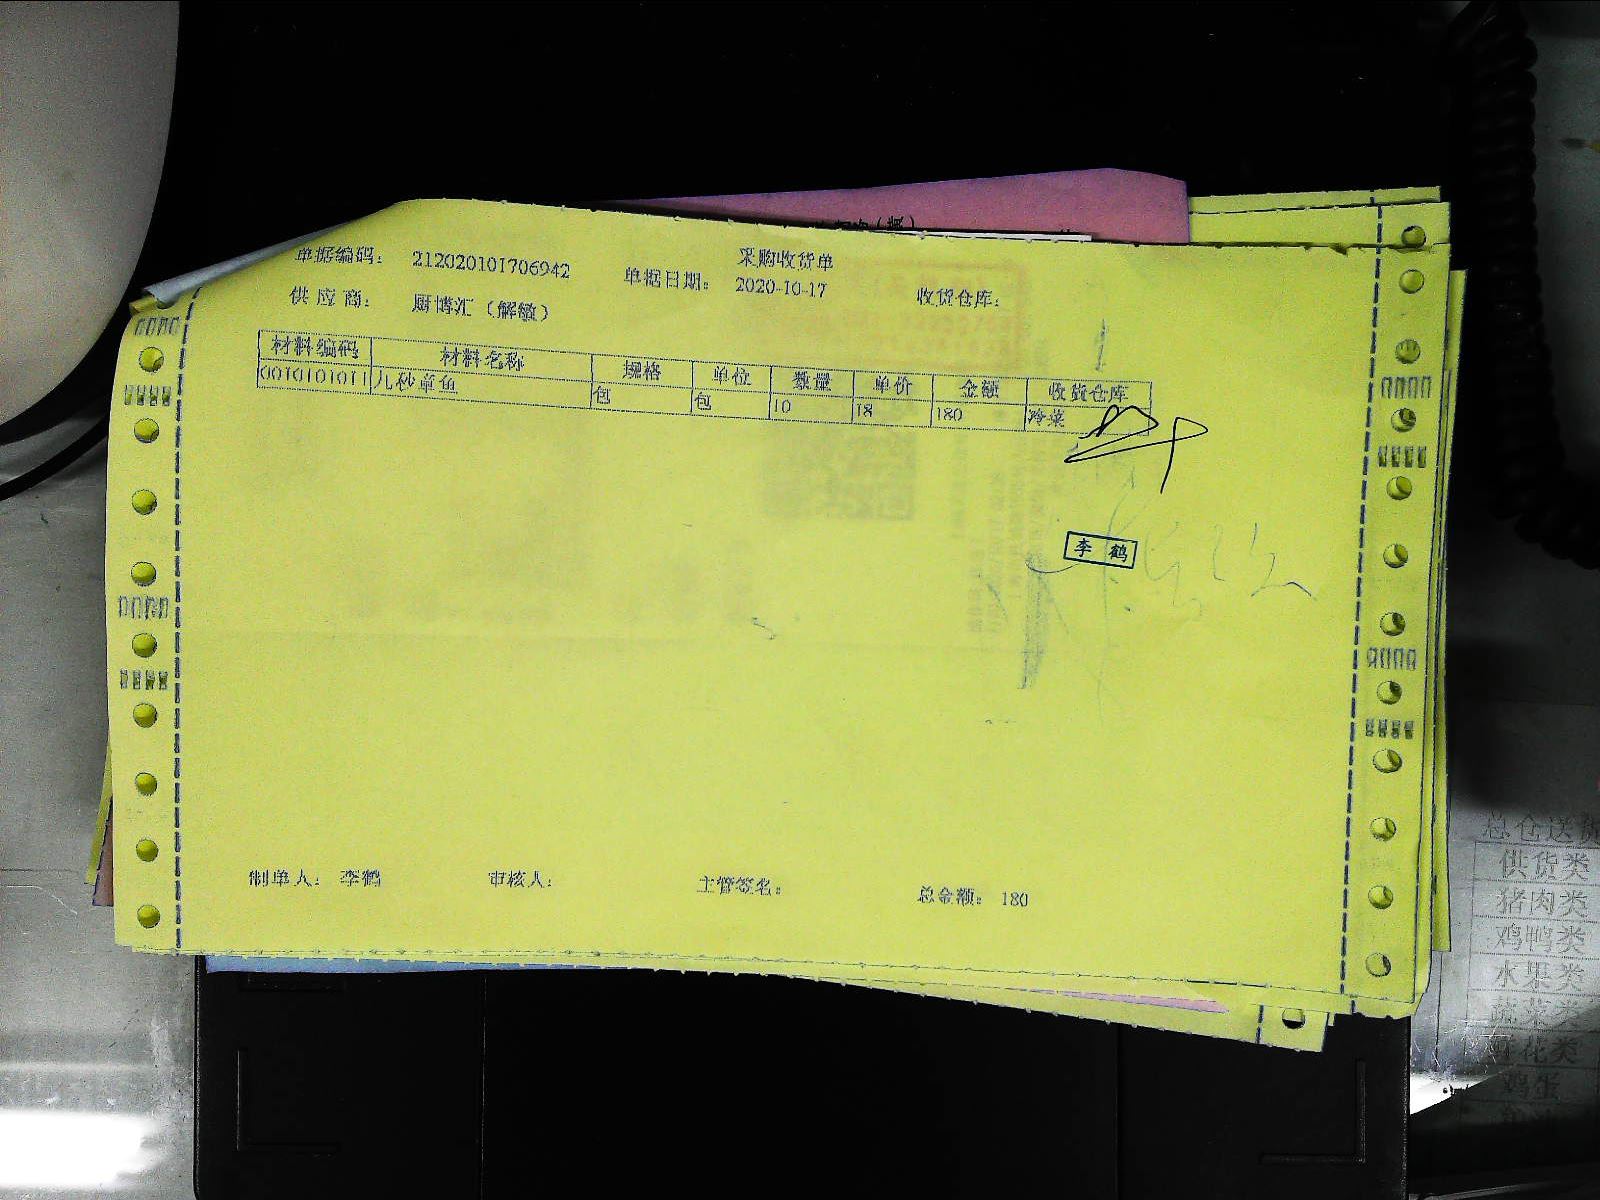 采购收货单
单据编码： 212020101706942 单据日期： 2020-10-17 收货仓库：
供应商： 厨博汇（解敏）
材料编码 材料名称 规格 单位 数量 单价 金额 收货仓库
0010101011 儿砂章鱼 包 包 10 18 180 冷菜
李鹤
制单人： 李鹤 审核人： 主管签名： 总金额： 180
总仓送货
供货类
猪肉类
鸡鸭类
水果类
蔬菜类
鲜花类
鸡蛋